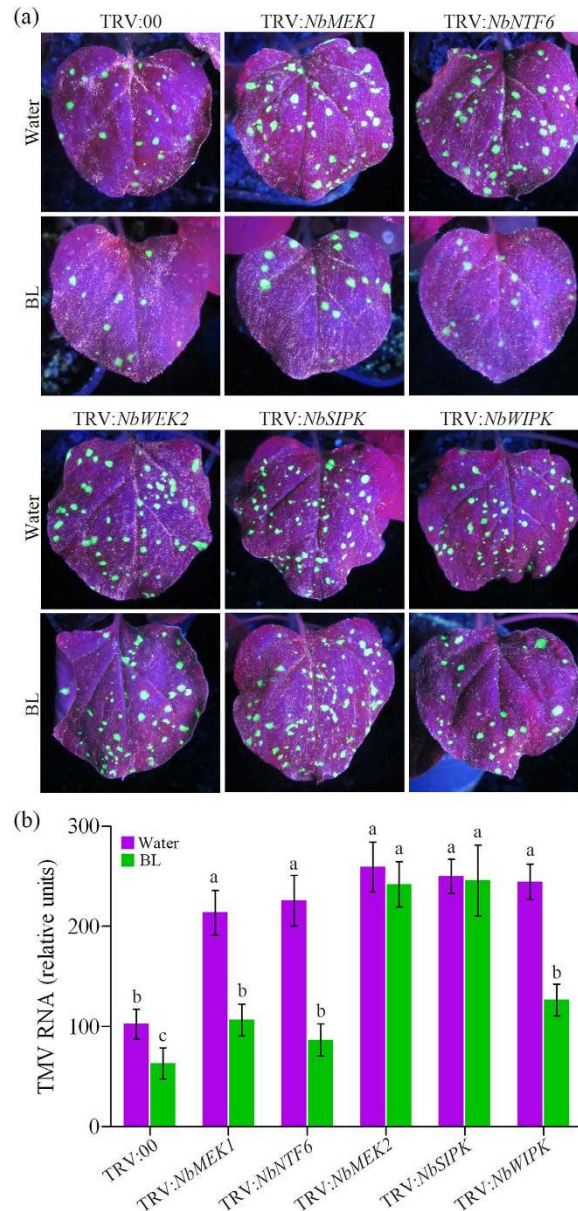 (a)
TRV:00 TRV:NbMEK1 TRV:NbNTF6
Water
BL
TRV:NbWEK2 TRV:NbSIPK TRV:NbWIPK
Water
BL
(b)
300
200
100
0
TMV RNA (relative units)
Water
BL
b c a b a b a a a a a b
TRV:00 TRV:NbMEK1 TRV:NbNTF6 TRV:NbMEK2 TRV:NbSIPK TRV:NbWIPK